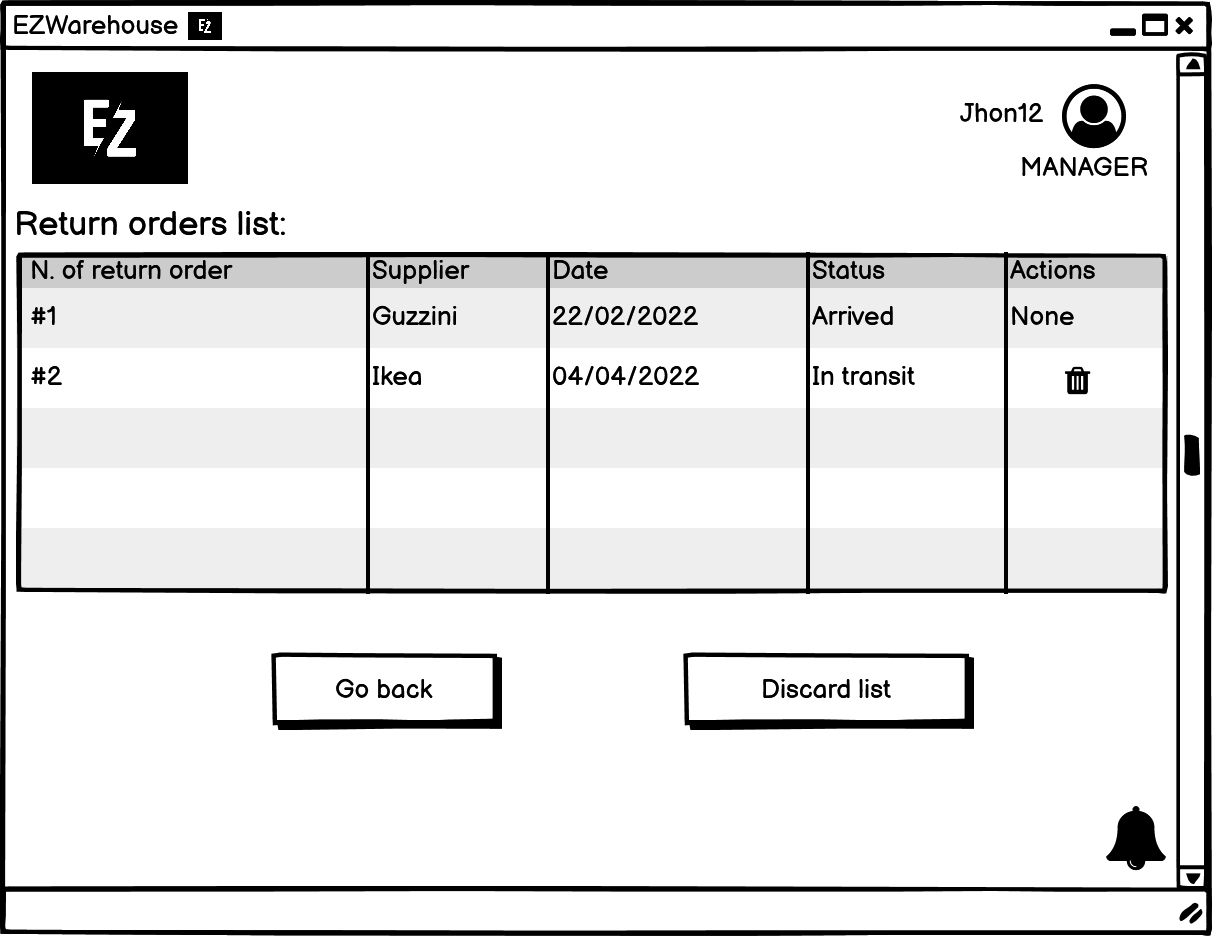 EZWarehouse EZ
EZ
Jhon12
MANAGER
Return orders list:
N. of return order Supplier Date Status Actions
#1 Guzzini 22/02/2022 Arrived None
#2 Ikea 04/04/2022 In transit
Go back Discard list